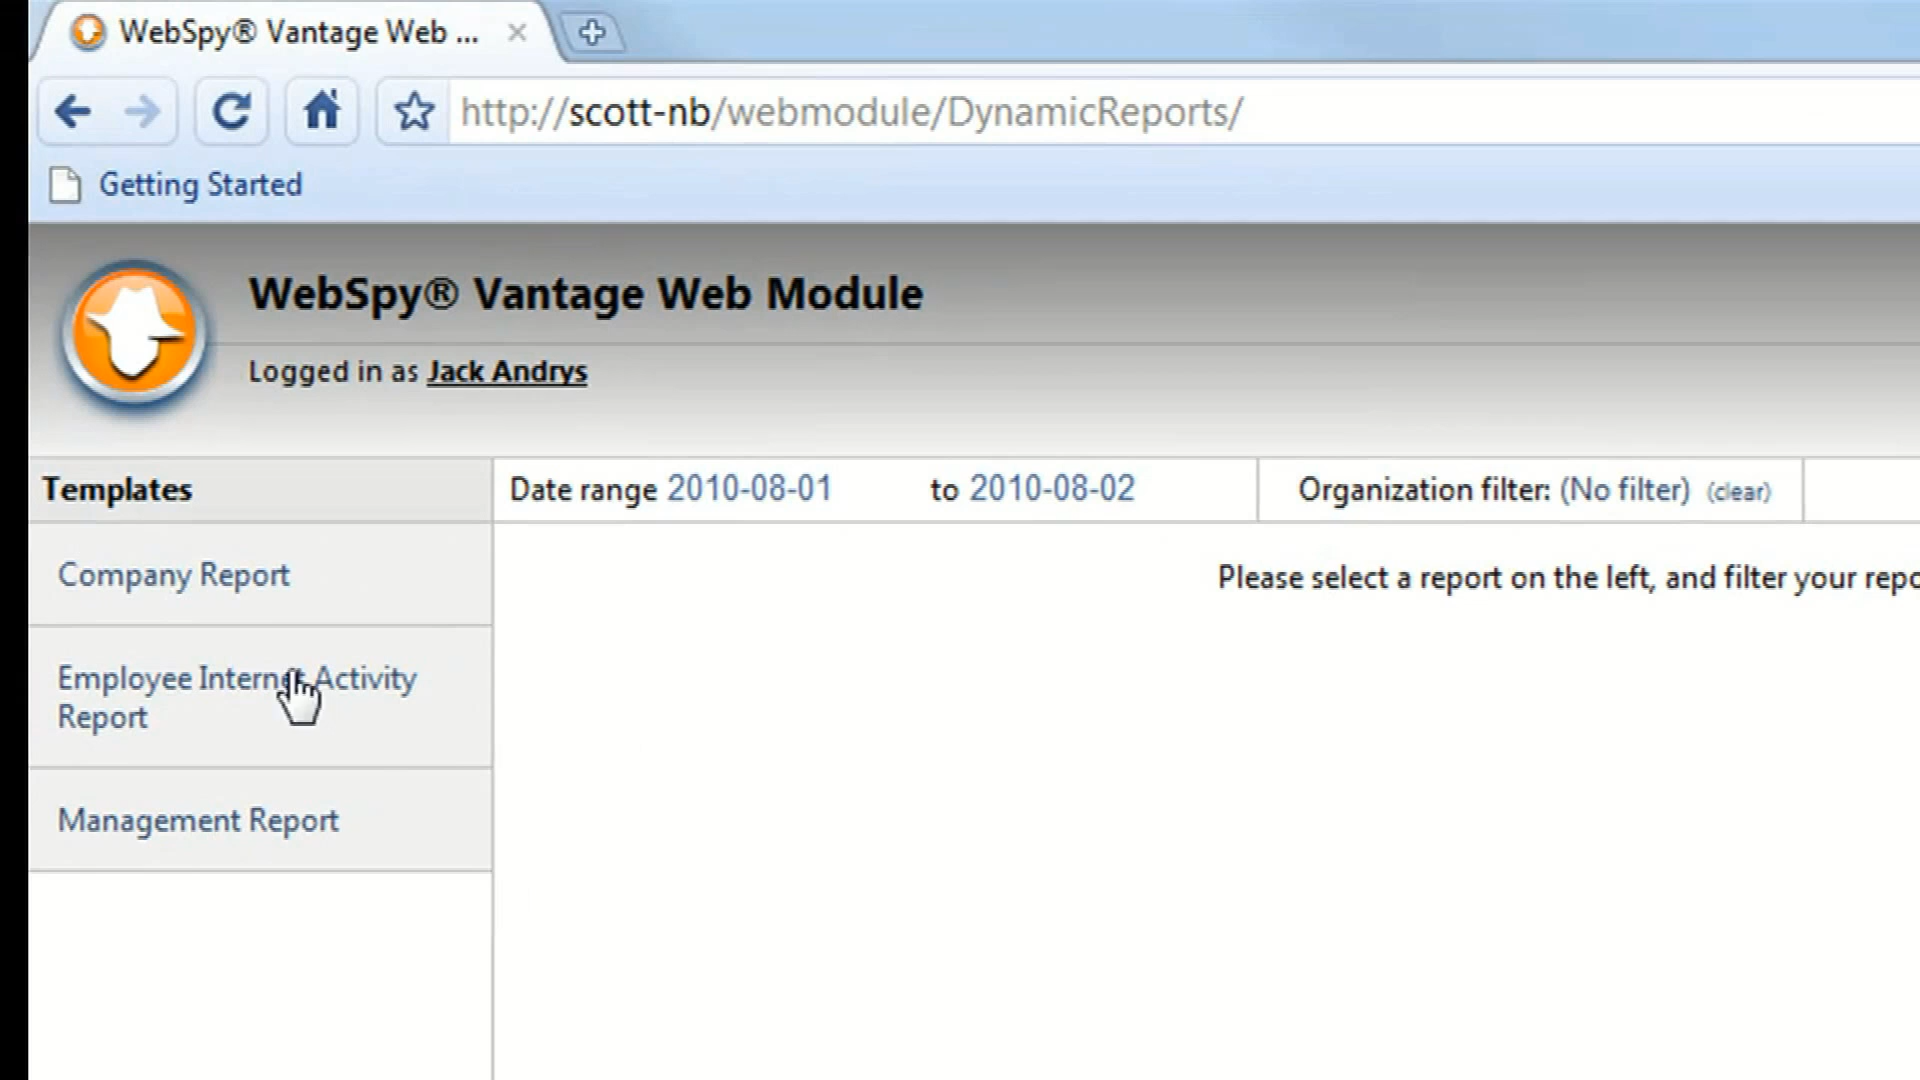 WebSpy® Vantage Web ...
http://scott-nb/webmodule/DynamicReports/
Getting Started
WebSpy® Vantage Web Module
Logged in as Jack Andrys
Templates
Date range 2010-08-01 to 2010-08-02
Organization filter: (No filter) (clear)
Company Report
Please select a report on the left, and filter your repo
Employee Internet Activity
Report
Management Report